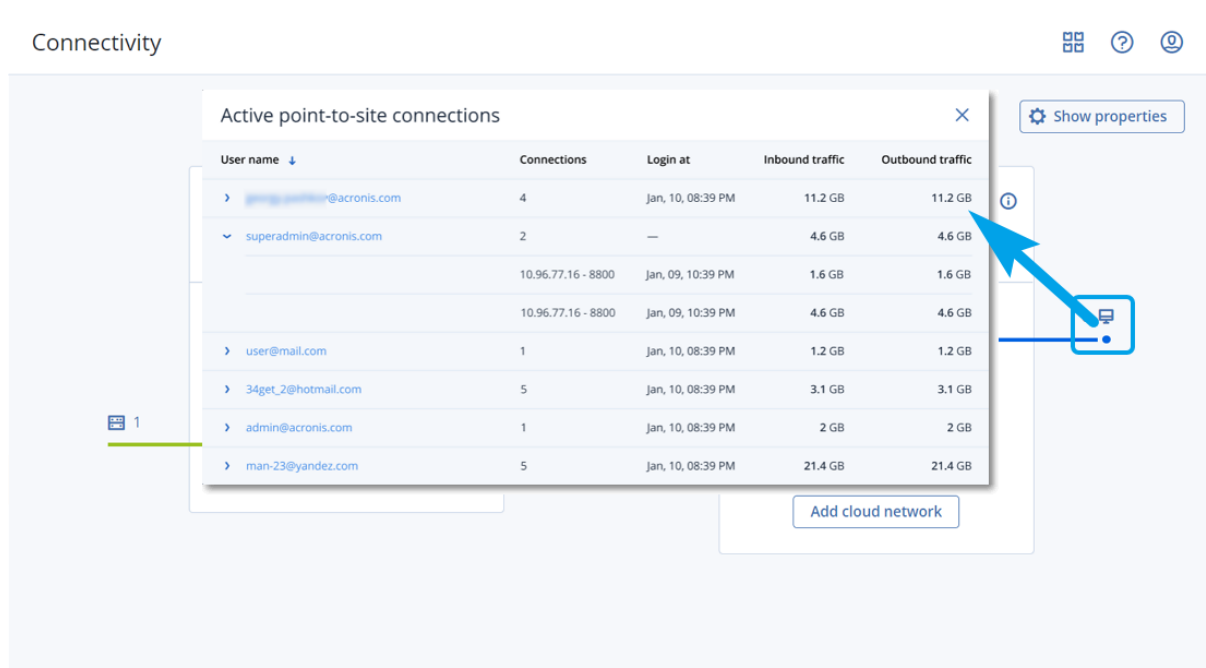 Connectivity
Active point-to-site connections
Show properties
User name Connections Login at Inbound traffic Outbound traffic
@acronis.com 4 Jan, 10, 08:39 PM 11.2 GB 11.2 GB
superadmin@acronis.com 2 — 4.6 GB 4.6 GB
10.96.77.16 - 8800 Jan, 09, 10:39 PM 1.6 GB 1.6 GB
10.96.77.16 - 8800 Jan, 09, 10:39 PM 4.6 GB 4.6 GB
user@mail.com 1 Jan, 10, 08:39 PM 1.2 GB 1.2 GB
34get_2@hotmail.com 5 Jan, 10, 08:39 PM 3.1 GB 3.1 GB
1 admin@acronis.com 1 Jan, 10, 08:39 PM 2 GB 2 GB
man-23@yandez.com 5 Jan, 10, 08:39 PM 21.4 GB 21.4 GB
Add cloud network